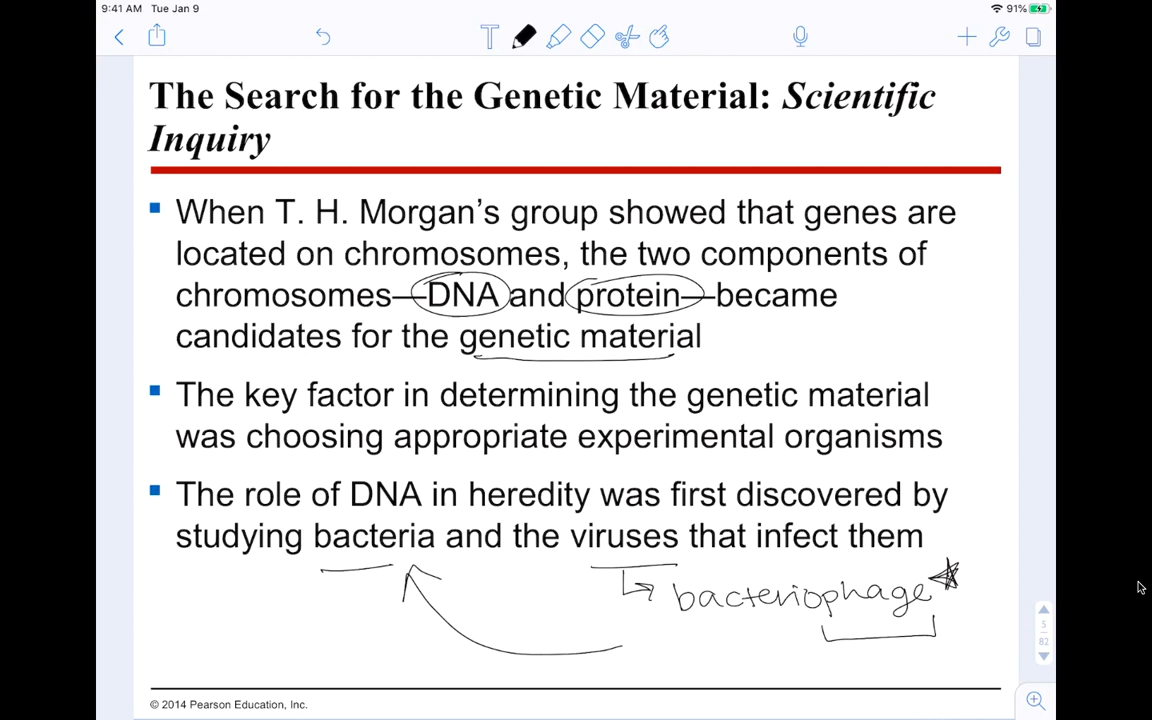 9:41 AM Tue Jan 9
91%
The Search for the Genetic Material: Scientific
Inquiry
When T. H. Morgan’s group showed that genes are
located on chromosomes, the two components of
chromosomes—DNA and protein—became
candidates for the genetic material
The key factor in determining the genetic material
was choosing appropriate experimental organisms
The role of DNA in heredity was first discovered by
studying bacteria and the viruses that infect them
bacteriophage
5
82
© 2014 Pearson Education, Inc.